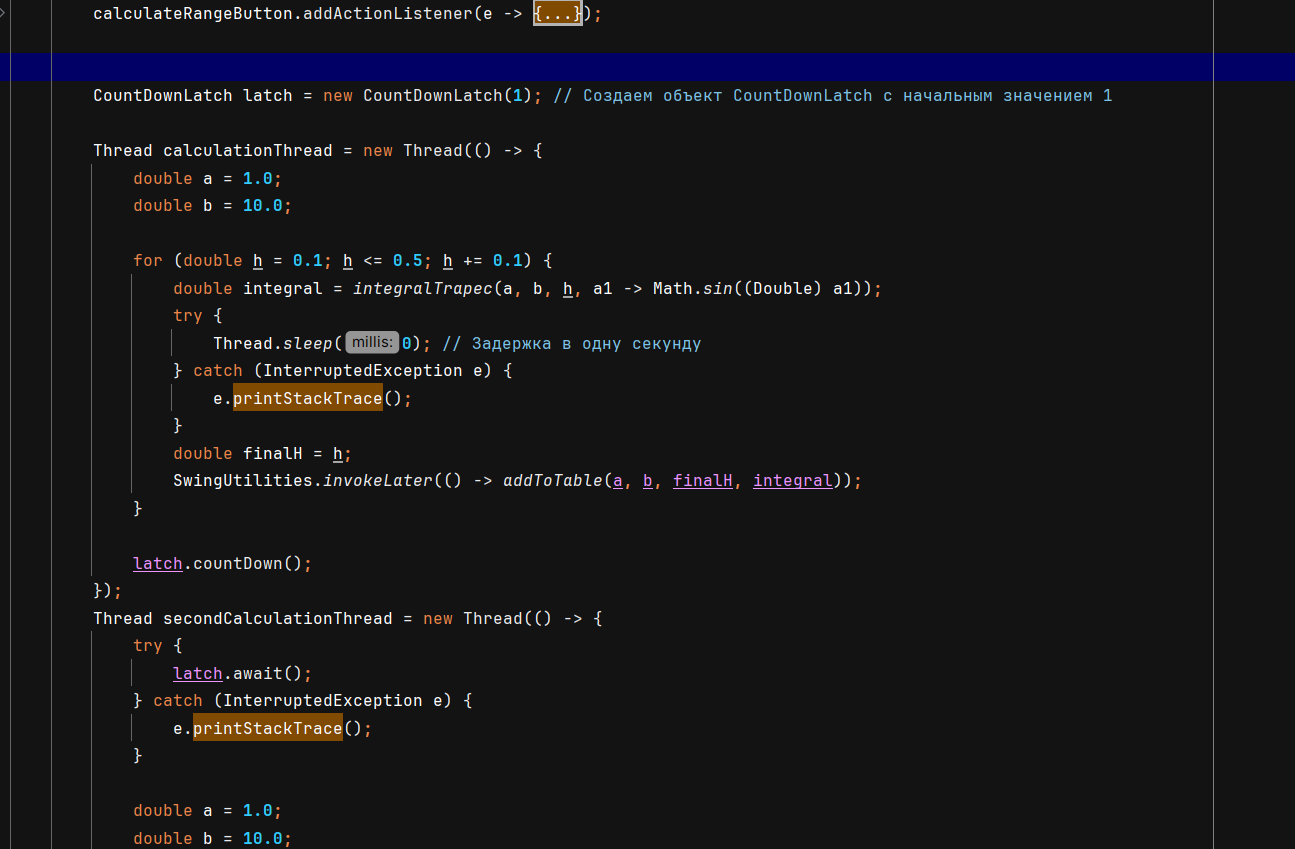 calculateRangeButton.addActionListener(e -> {...});
CountDownLatch latch = new CountDownLatch(1); // Создаем объект CountDownLatch с начальным значением 1
Thread calculationThread = new Thread(() -> {
double a = 1.0;
double b = 10.0;
for (double h = 0.1; h <= 0.5; h += 0.1) {
double integral = integralTrapec(a, b, h, a1 -> Math.sin((Double) a1));
try {
Thread.sleep( millis: 0); // Задержка в одну секунду
} catch (InterruptedException e) {
e.printStackTrace();
}
double finalH = h;
SwingUtilities.invokeLater(() -> addToTable(a, b, finalH, integral));
}
latch.countDown();
});
Thread secondCalculationThread = new Thread(() -> {
try {
latch.await();
} catch (InterruptedException e) {
e.printStackTrace();
}
double a = 1.0;
double b = 10.0;